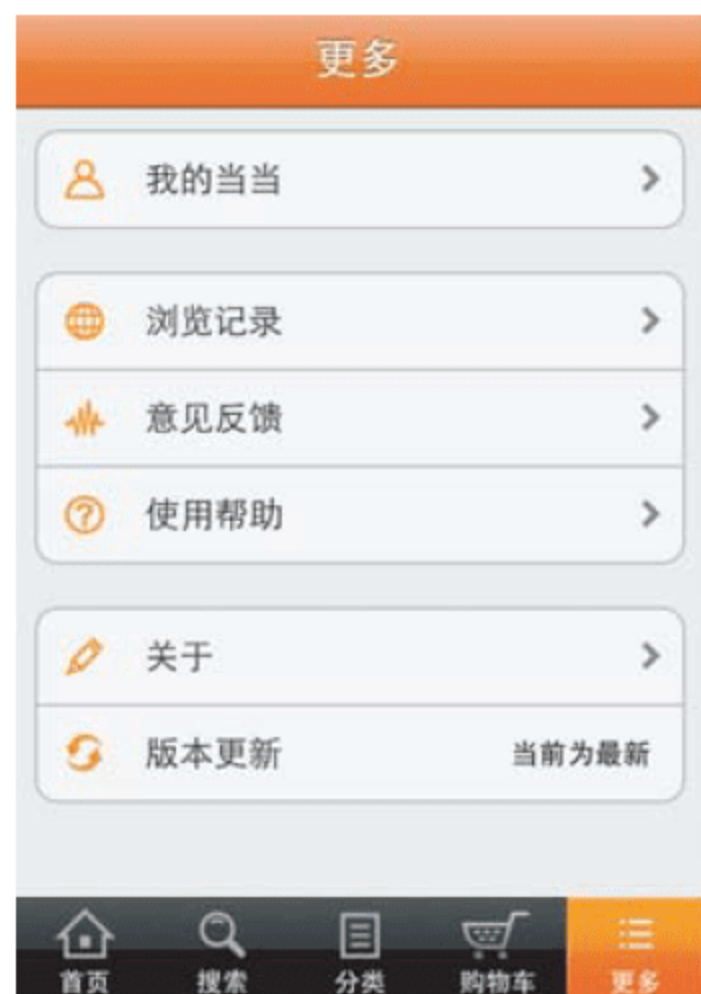 更多
我的当当
浏览记录
意见反馈
使用帮助
关于
版本更新 当前为最新
首页 搜索 分类 购物车 更多